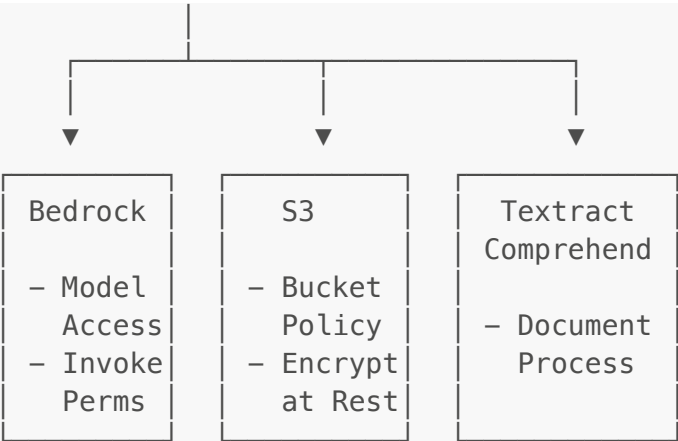 Bedrock
- Model
Access
- Invoke
Perms
S3
- Bucket
Policy
- Encrypt
at Rest
Textract
Comprehend
- Document
Process